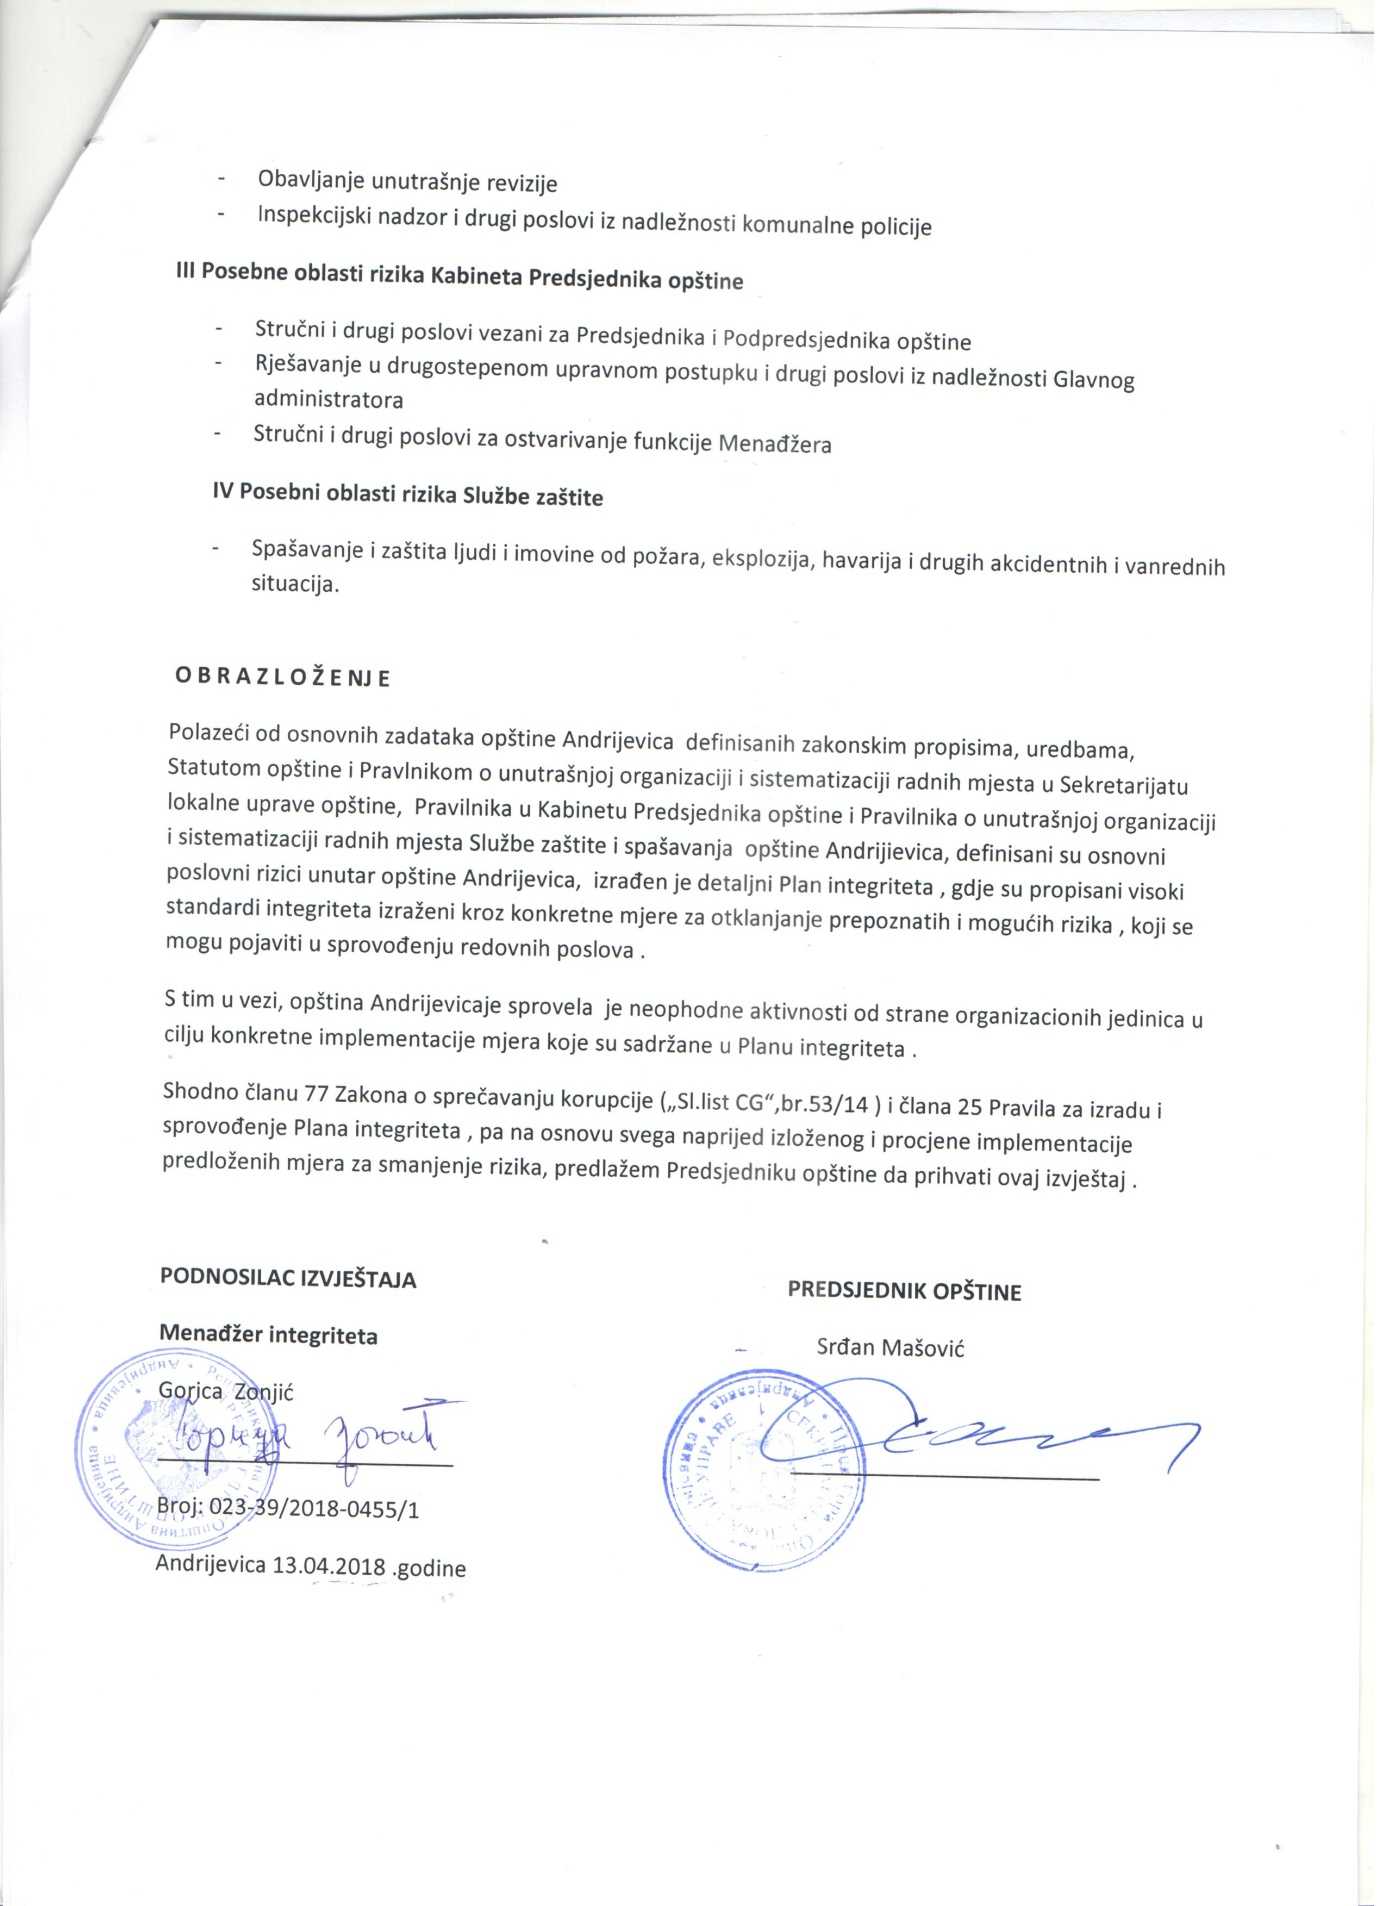 - Obavljanje unutrašnje revizije
- Inspekcijski nadzor i drugi poslovi iz nadležnosti komunalne policije
III Posebne oblasti rizika Kabineta Predsjednika opštine
- Stručni i drugi poslovi vezani za Predsjednika i Podpredsjednika opštine
- Rješavanje u drugostepenom upravnom postupku i drugi poslovi iz nadležnosti Glavnog
administratora
- Stručni i drugi poslovi za ostvarivanje funkcije Menadžera
IV Posebni oblasti rizika Službe zaštite
- Spašavanje i zaštita ljudi i imovine od požara, eksplozija, havarija i drugih akcidentnih i vanrednih
situacija.
O B R A Z L O Ž E NJ E
Polazeći od osnovnih zadataka opštine Andrijevica definisanih zakonskim propisima, uredbama,
Statutom opštine i Pravlnikom o unutrašnjoj organizaciji i sistematizaciji radnih mjesta u Sekretarijatu
lokalne uprave opštine, Pravilnika u Kabinetu Predsjednika opštine i Pravilnika o unutrašnjoj organizaciji
i sistematizaciji radnih mjesta Službe zaštite i spašavanja opštine Andrijievica, definisani su osnovni
poslovni rizici unutar opštine Andrijevica, izrađen je detaljni Plan integriteta , gdje su propisani visoki
standardi integriteta izraženi kroz konkretne mjere za otklanjanje prepoznatih i mogućih rizika , koji se
mogu pojaviti u sprovođenju redovnih poslova .
S tim u vezi, opština Andrijevicaje sprovela je neophodne aktivnosti od strane organizacionih jedinica u
cilju konkretne implementacije mjera koje su sadržane u Planu integriteta .
Shodno članu 77 Zakona o sprečavanju korupcije („Sl.list CG“,br.53/14 ) i člana 25 Pravila za izradu i
sprovođenje Plana integriteta , pa na osnovu svega naprijed izloženog i procjene implementacije
predloženih mjera za smanjenje rizika, predlažem Predsjedniku opštine da prihvati ovaj izvještaj .
PODNOSILAC IZVJEŠTAJA
Menadžer integriteta
Gorica Zonjić
Горица Зоњић
Broj: 023-39/2018-0455/1
Andrijevica 13.04.2018 .godine
PREDSJEDNIK OPŠTINE
Srđan Mašović